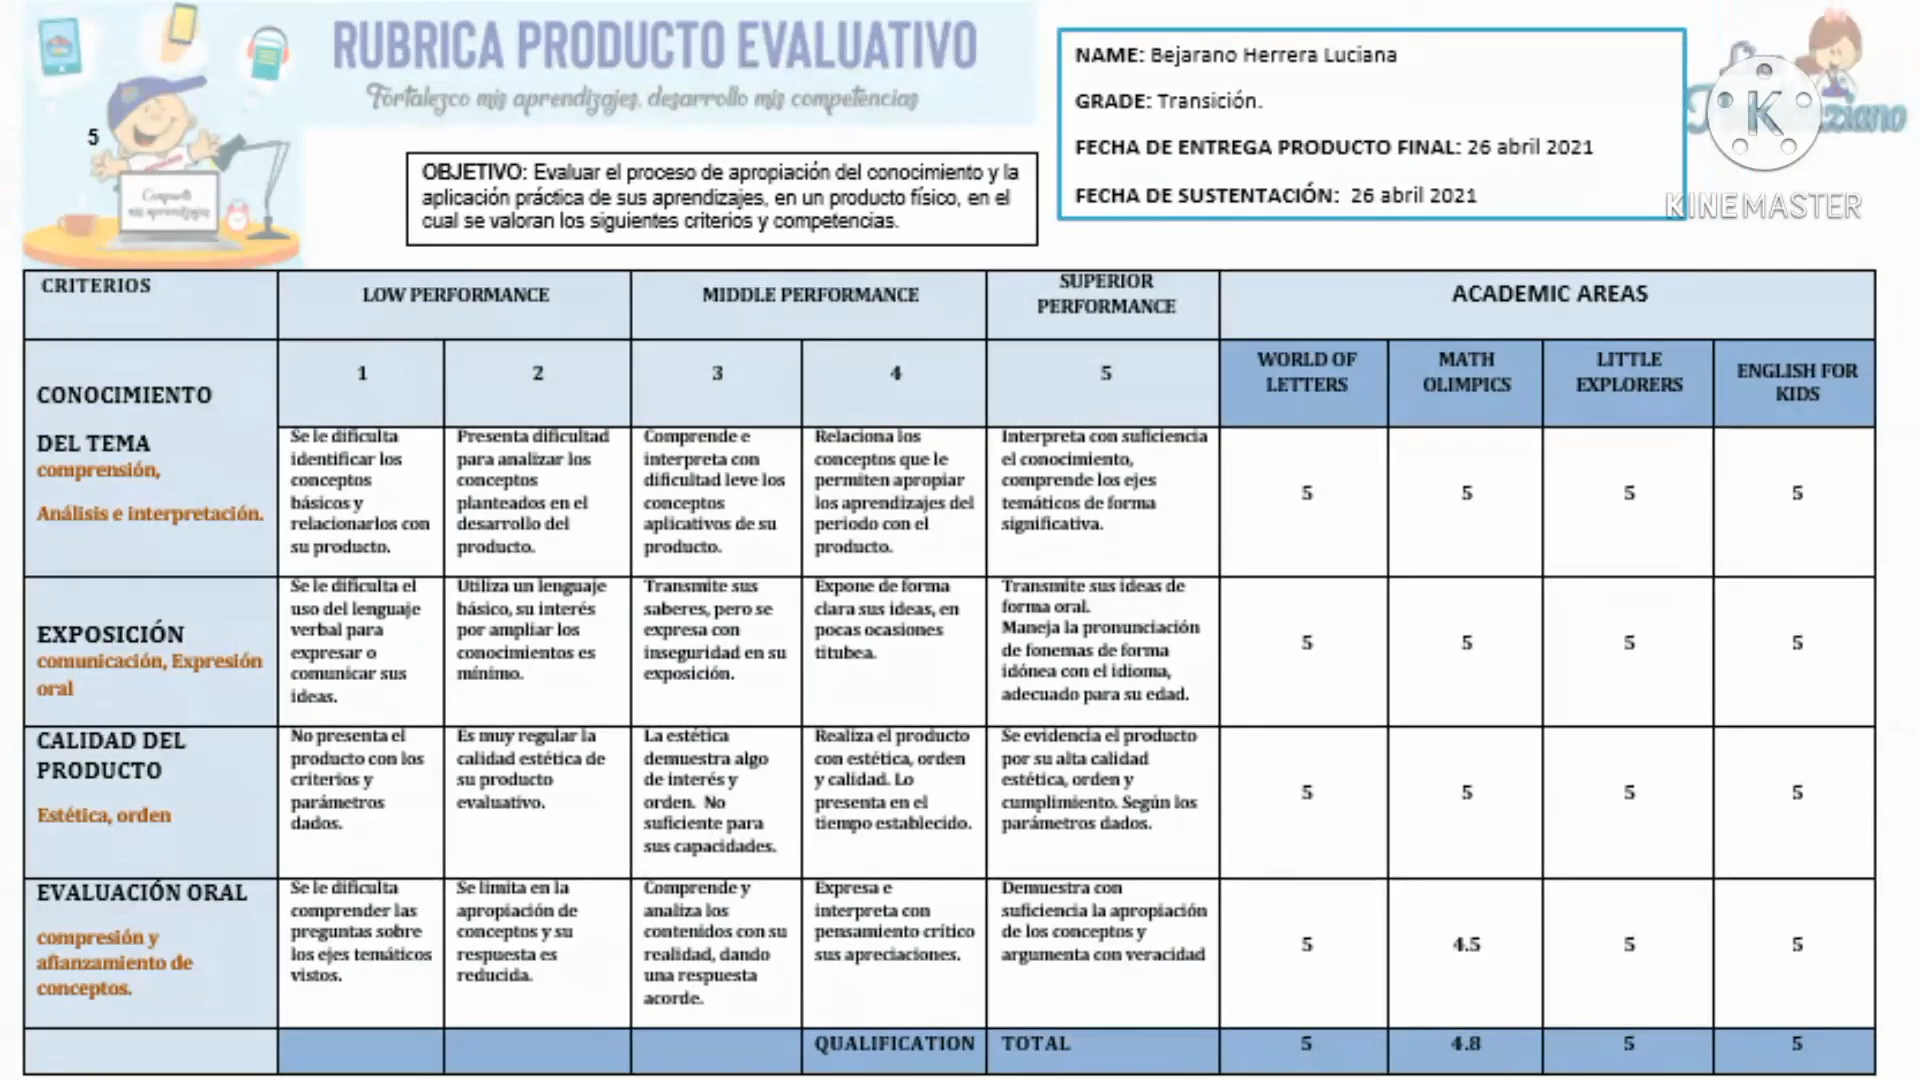 RUBRICA PRODUCTO EVALUATIVO
Fortalezco mis aprendizajes, desarrollo mis competencias
5
Comparti
mis aprendizajes
OBJETIVO: Evaluar el proceso de apropiación del conocimiento y la
aplicación práctica de sus aprendizajes, en un producto físico, en el
cual se valoran los siguientes criterios y competencias.
NAME: Bejarano Herrera Luciana
GRADE: Transición.
FECHA DE ENTREGA PRODUCTO FINAL: 26 abril 2021
FECHA DE SUSTENTACIÓN: 26 abril 2021
K
KINEMASTER
CRITERIOS
LOW PERFORMANCE
MIDDLE PERFORMANCE
SUPERIOR
PERFORMANCE
ACADEMIC AREAS
CONOCIMIENTO
DEL TEMA
comprensión,
Análisis e interpretación.
1
2
3
4
5
WORLD OF
LETTERS
MATH
OLIMPICS
LITTLE
EXPLORERS
ENGLISH FOR
KIDS
Se le dificulta
identificar los
conceptos
básicos y
relacionarlos con
su producto.
Presenta dificultad
para analizar los
conceptos
planteados en el
desarrollo del
producto.
Comprende e
interpreta con
dificultad leve los
conceptos
aplicativos de su
producto.
Relaciona los
conceptos que le
permiten apropiar
los aprendizajes del
periodo con el
producto.
Interpreta con suficiencia
el conocimiento,
comprende los ejes
temáticos de forma
significativa.
5
5
5
5
EXPOSICIÓN
comunicación, Expresión
oral
Se le dificulta el
uso del lenguaje
verbal para
expresar o
comunicar sus
ideas.
Utiliza un lenguaje
básico, su interés
por ampliar los
conocimientos es
mínimo.
Transmite sus
saberes, pero se
expresa con
inseguridad en su
exposición.
Expone de forma
clara sus ideas, en
pocas ocasiones
titubea.
Transmite sus ideas de
forma oral.
Maneja la pronunciación
de fonemas de forma
idónea con el idioma,
adecuado para su edad.
5
5
5
5
CALIDAD DEL
PRODUCTO
Estética, orden
No presenta el
producto con los
criterios y
parámetros
dados.
Es muy regular la
calidad estética de
su producto
evaluativo.
La estética
demuestra algo
de interés y
orden. No
suficiente para
sus capacidades.
Realiza el producto
con estética, orden
y calidad. Lo
presenta en el
tiempo establecido.
Se evidencia el producto
por su alta calidad
estética, orden y
cumplimiento. Según los
parámetros dados.
5
5
5
5
EVALUACIÓN ORAL
compresión y
afianzamiento de
conceptos.
Se le dificulta
comprender las
preguntas sobre
los ejes temáticos
vistos.
Se limita en la
apropiación de
conceptos y su
respuesta es
reducida.
Comprende y
analiza los
contenidos con su
realidad, dando
una respuesta
acorde.
Expresa e
interpreta con
pensamiento crítico
sus apreciaciones.
Demuestra con
suficiencia la apropiación
de los conceptos y
argumenta con veracidad
5
4.5
5
5
QUALIFICATION
TOTAL
5
4.8
5
5